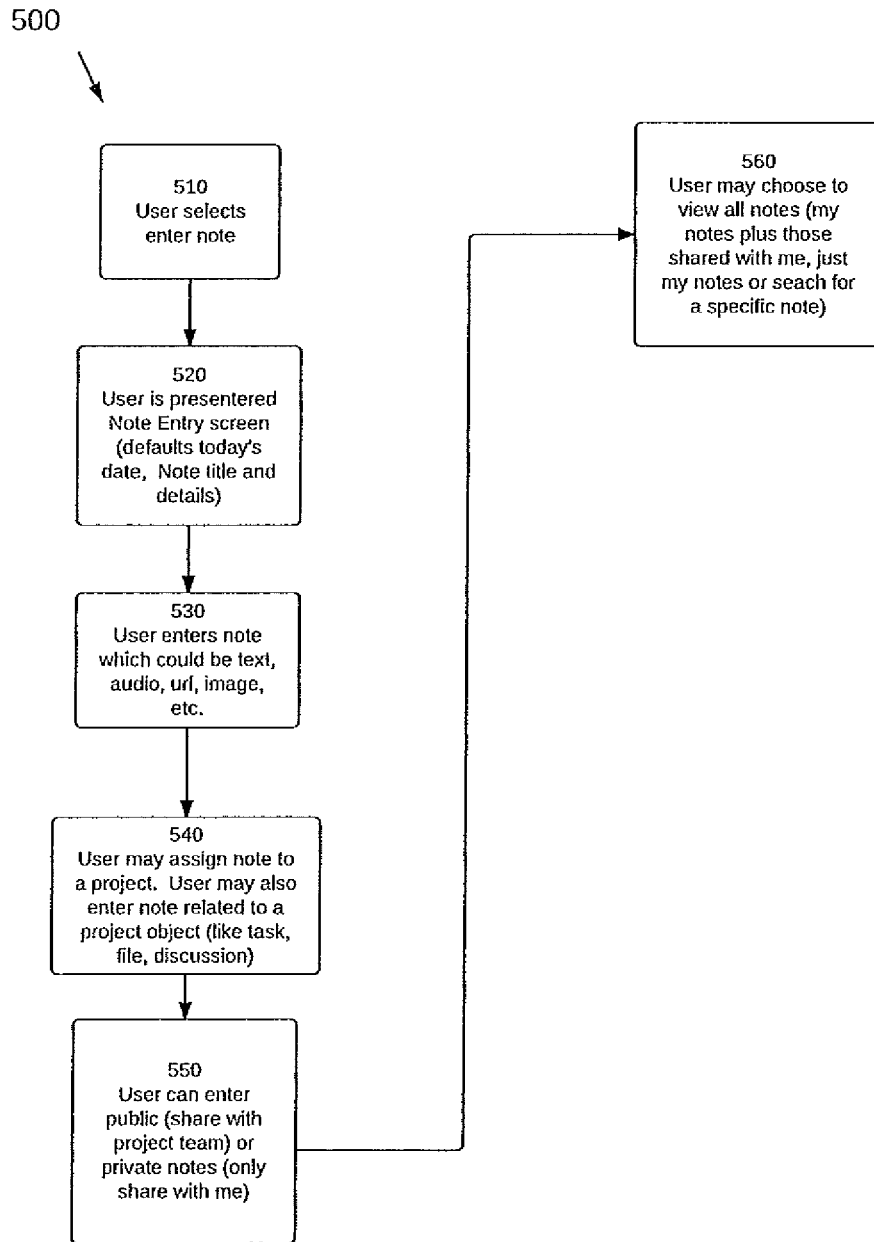 500
510
User selects
enter note
520
User is presentered
Note Entry screen
(defaults today's
date, Note title and
details)
530
User enters note
which could be text,
audio, url, image,
etc.
540
User may assign note to
a project. User may also
enter note related to a
project object (like task,
file, discussion)
550
User can enter
public (share with
project team) or
private notes (only
share with me)
560
User may choose to
view all notes (my
notes plus those
shared with me, just
my notes or seach for
a specific note)